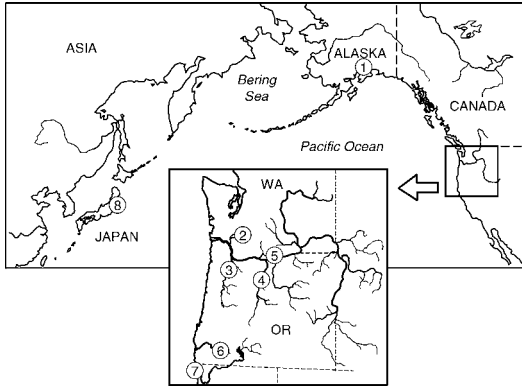 ASIA
ALASKA
1
Bering
Sea
CANADA
Pacific Ocean
8
JAPAN
WA
2
5
3
4
OR
6
7